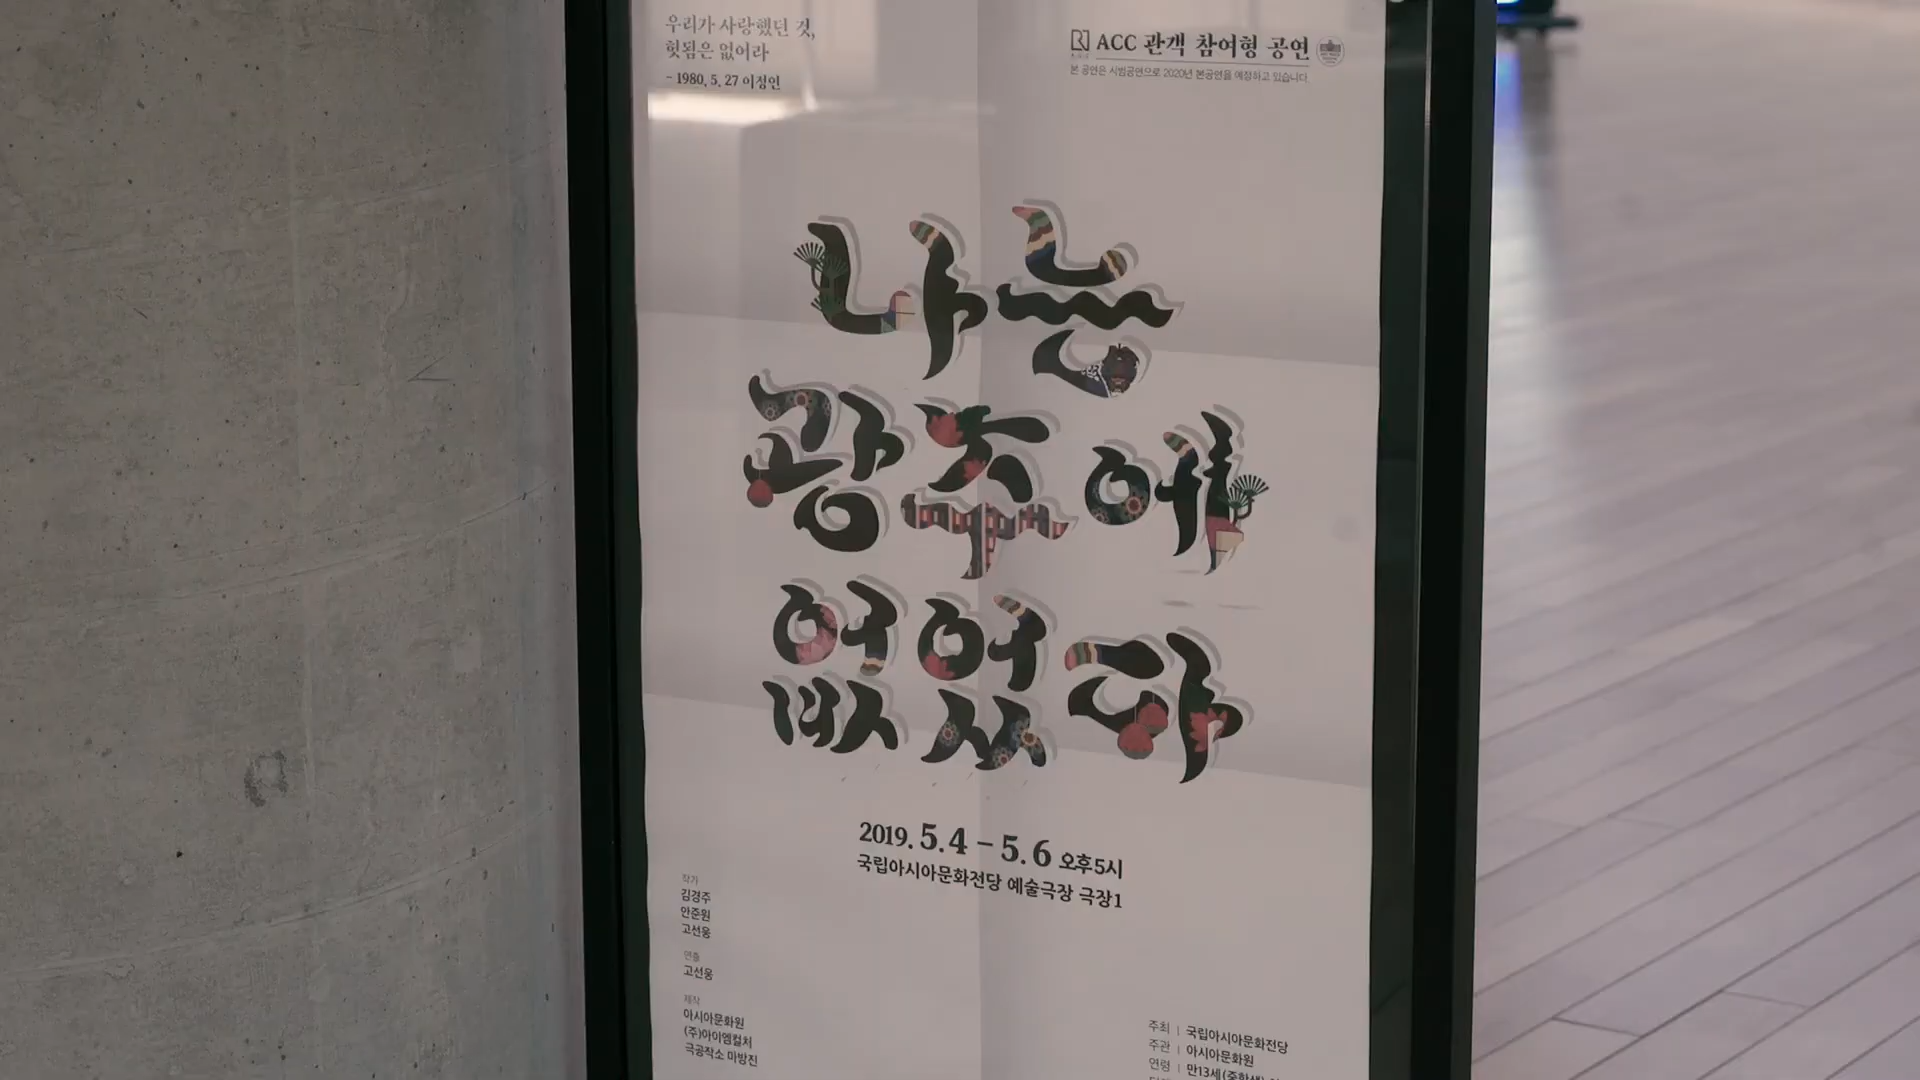 우리가 사랑했던 것,
헛됨은 없어라
- 1980. 5. 27 이정연
ACC 관객 참여형 공연
본 공연은 시범공연으로 2020년 본공연을 예정하고 있습니다.
나는
광주에
없었다
2019. 5.4 - 5.6 오후5시
국립아시아문화전당 예술극장 극장1
작가
김경주
안준원
고선웅
연출
고선웅
제작
아시아문화원
(주)아이엠컬처
극공작소 마방진
주최 | 국립아시아문화전당
주관 | 아시아문화원
연령 | 만13세(중학생)